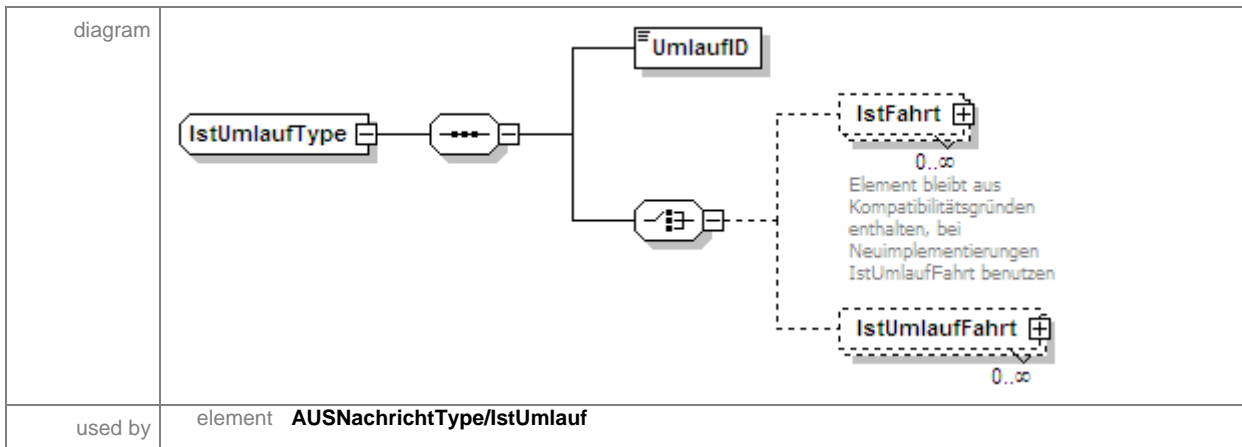 diagram
UmlaufID
IstFahrt
IstUmlaufType
0..∞
Element bleibt aus
Kompatibilitätsgründen
enthalten, bei
Neuimplementierungen
IstUmlaufFahrt benutzen
IstUmlaufFahrt
0..∞
used by
element AUSNachrichtType/IstUmlauf